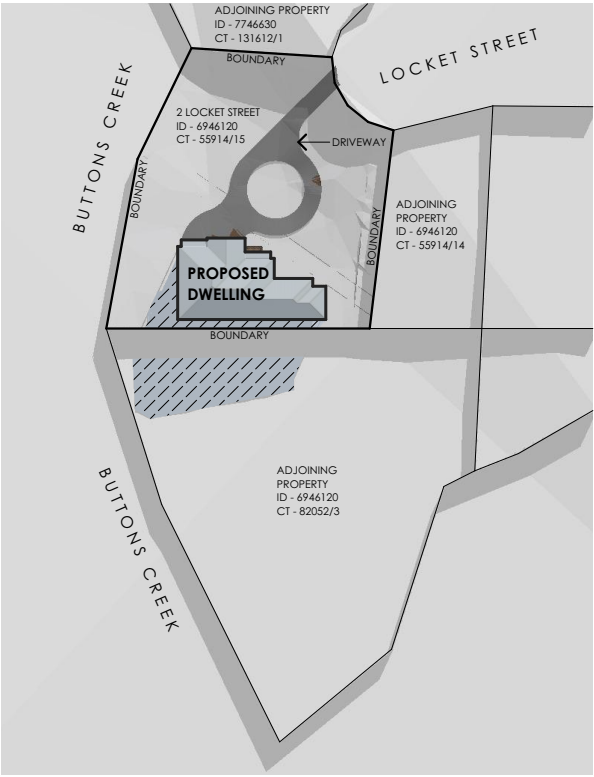 ADJOINING PROPERTY
ID - 7746630
CT - 131612/1
BOUNDARY
LOCKET STREET
BUTTONS CREEK
2 LOCKET STREET
ID - 6946120
CT - 55914/15
DRIVEWAY
BOUNDARY
ADJOINING
PROPERTY
ID - 6946120
CT - 55914/14
BOUNDARY
PROPOSED
DWELLING
BOUNDARY
ADJOINING
PROPERTY
ID - 6946120
CT - 82052/3
BUTTONS CREEK